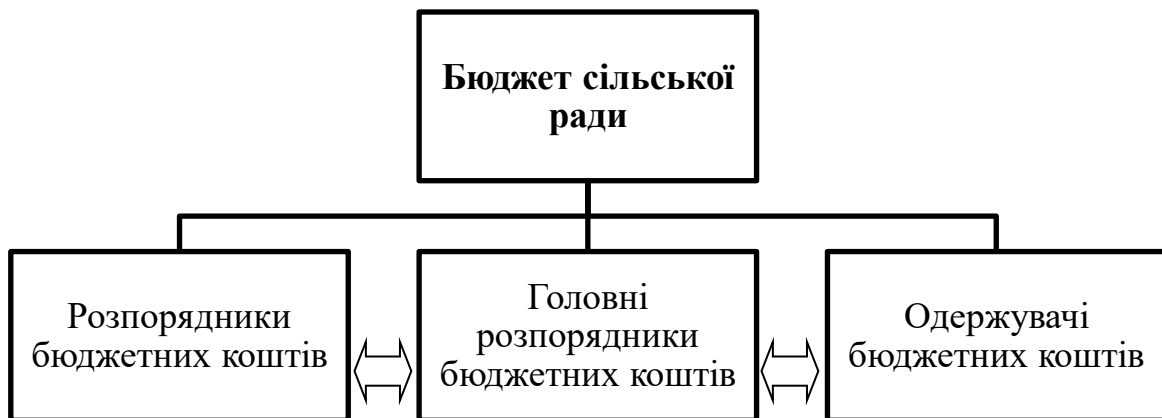 Бюджет сільської
ради
Розпорядники
бюджетних коштів
Головні
розпорядники
бюджетних коштів
Одержувачі
бюджетних коштів